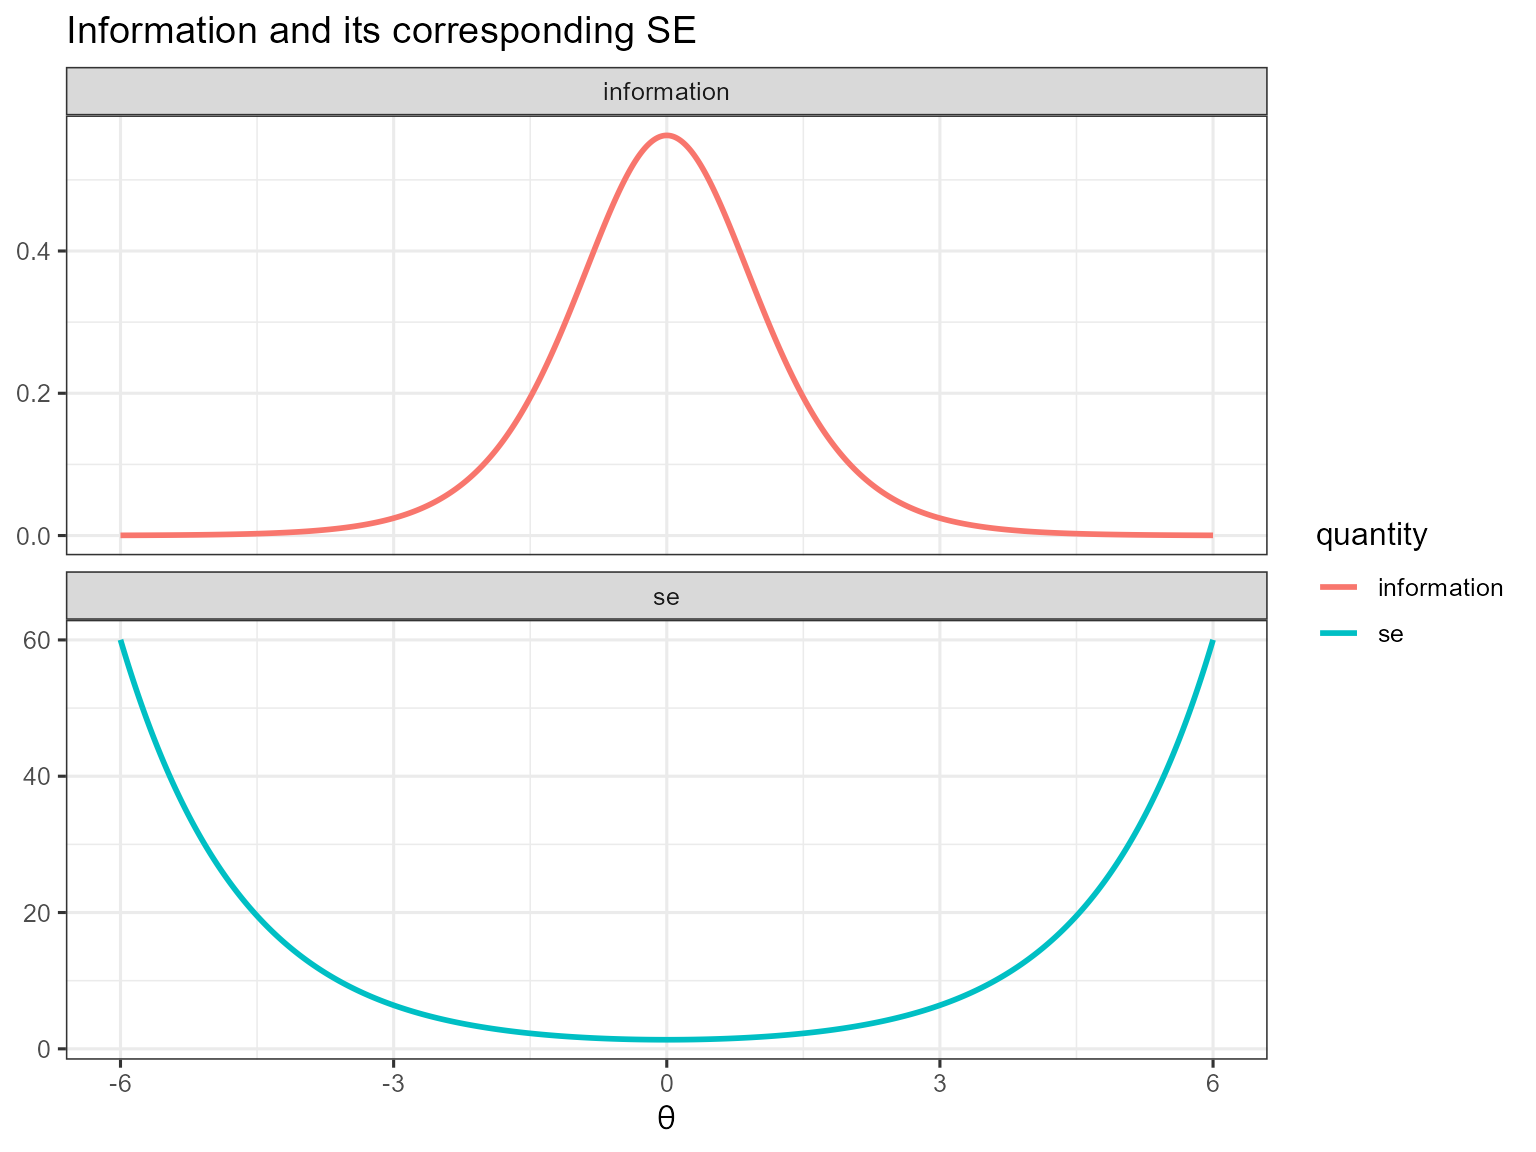 Information and its corresponding SE
information
0.4
0.2
0.0
se
60
40
20
0
-6 -3 0 3 6
θ
quantity
information
se